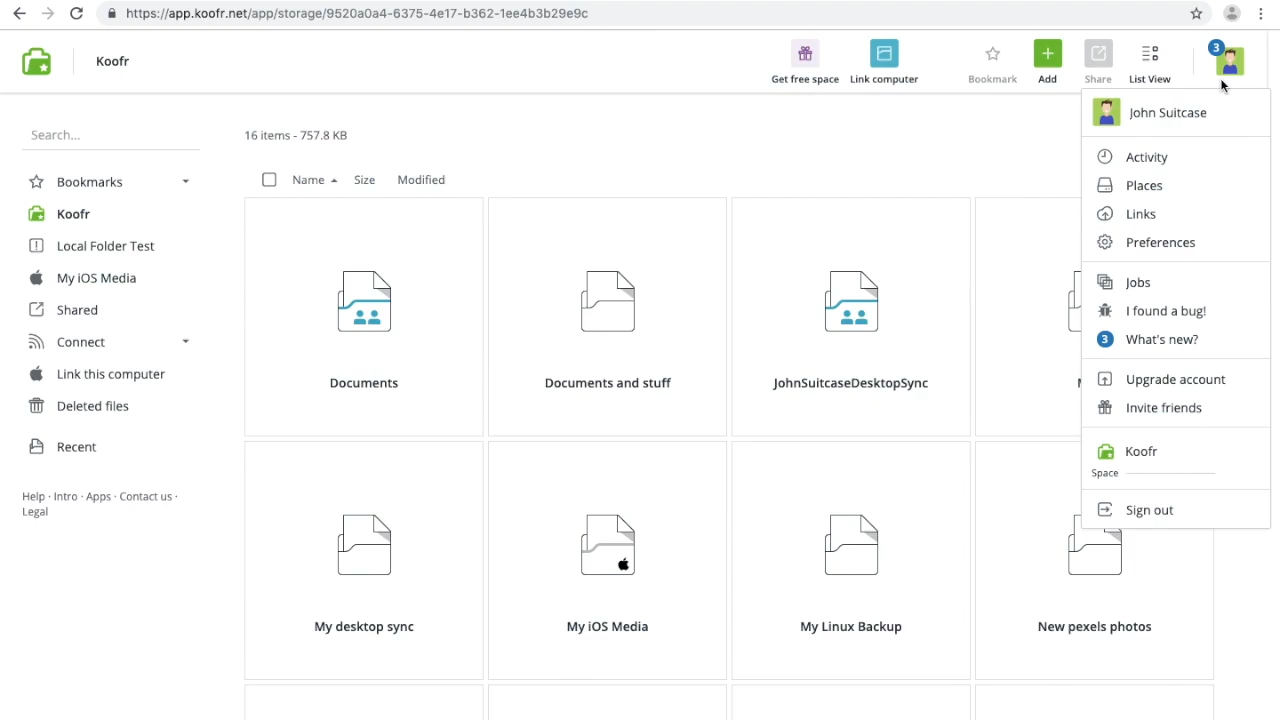 https://app.koofr.net/app/storage/9520a0a4-6375-4e17-b362-1ee4b3b29e9c
Koofr
Get free space
Link computer
Bookmark
Add
Share
List View
3
John Suitcase
Activity
Places
Links
Preferences
Jobs
I found a bug!
3 What's new?
Upgrade account
Invite friends
Koofr
Space
Sign out
Search...
Bookmarks
Koofr
Local Folder Test
My iOS Media
Shared
Connect
Link this computer
Deleted files
Recent
Help · Intro · Apps · Contact us ·
Legal
16 items - 757.8 KB
Name Size Modified
Documents
Documents and stuff
JohnSuitcaseDesktopSync
My desktop sync
My iOS Media
My Linux Backup
New pexels photos